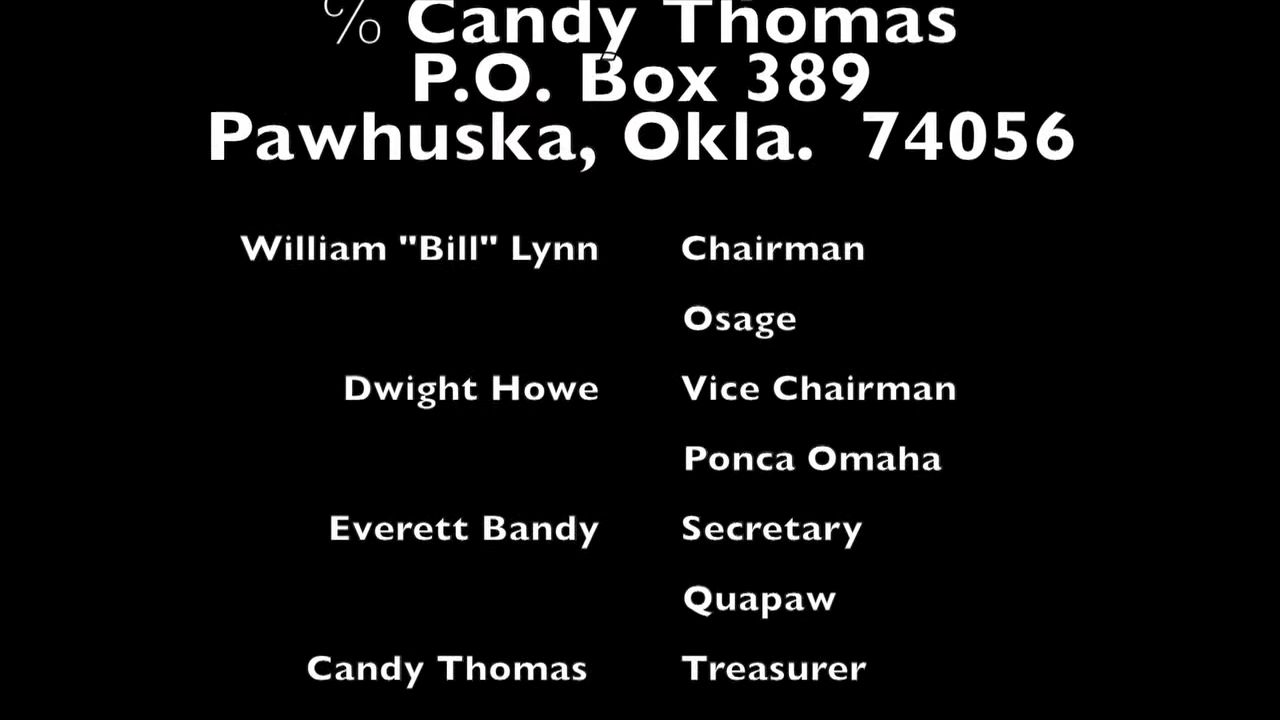 % Candy Thomas
P.O. Box 389
Pawhuska, Okla. 74056
William "Bill" Lynn Chairman
Osage
Dwight Howe Vice Chairman
Ponca Omaha
Everett Bandy Secretary
Quapaw
Candy Thomas Treasurer